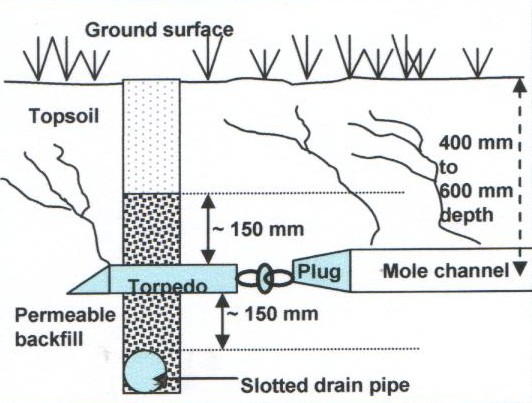 Ground surface
Topsoil
400 mm
to
600 mm
depth
~ 150 mm
Torpedo
Plug
Mole channel
Permeable
backfill
~ 150 mm
Slotted drain pipe